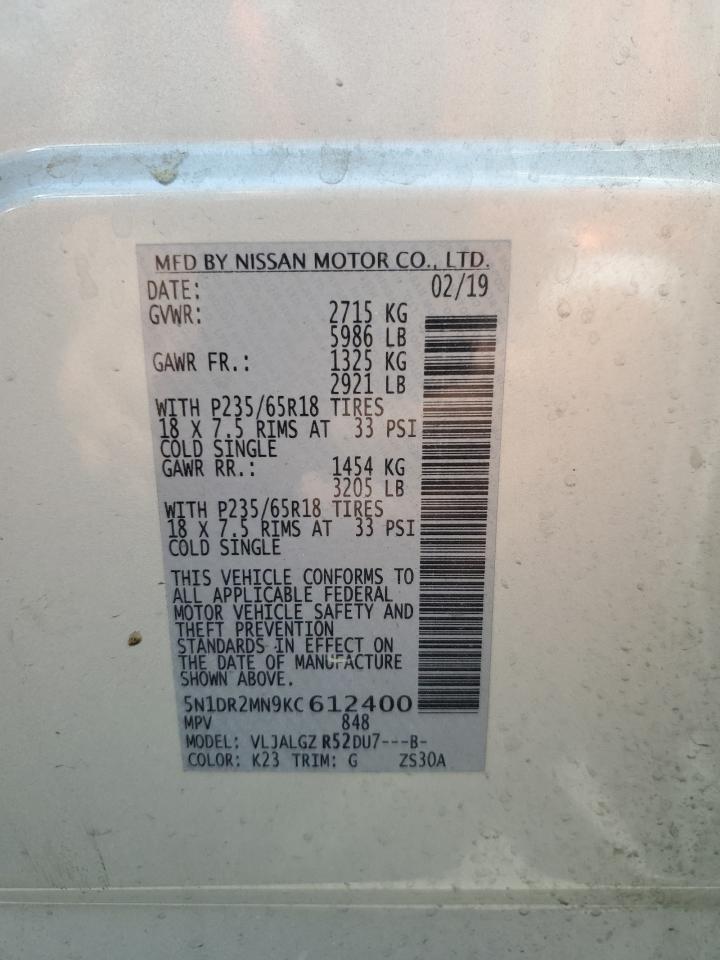 MFD BY NISSAN MOTOR CO., LTD.
DATE: 02/19
GVWR: 2715 KG
5986 LB
GAWR FR.: 1325 KG
2921 LB
WITH P235/65R18 TIRES
18 X 7.5 RIMS AT 33 PSI
COLD SINGLE
GAWR RR.: 1454 KG
3205 LB
WITH P235/65R18 TIRES
18 X 7.5 RIMS AT 33 PSI
COLD SINGLE
THIS VEHICLE CONFORMS TO
ALL APPLICABLE FEDERAL
MOTOR VEHICLE SAFETY AND
THEFT PREVENTION
STANDARDS IN EFFECT ON
THE DATE OF MANUFACTURE
SHOWN ABOVE.
5N1DR2MN9KC612400
MPV 848
MODEL: VLJALGZ R52DU7---B-
COLOR: K23 TRIM: G ZS30A